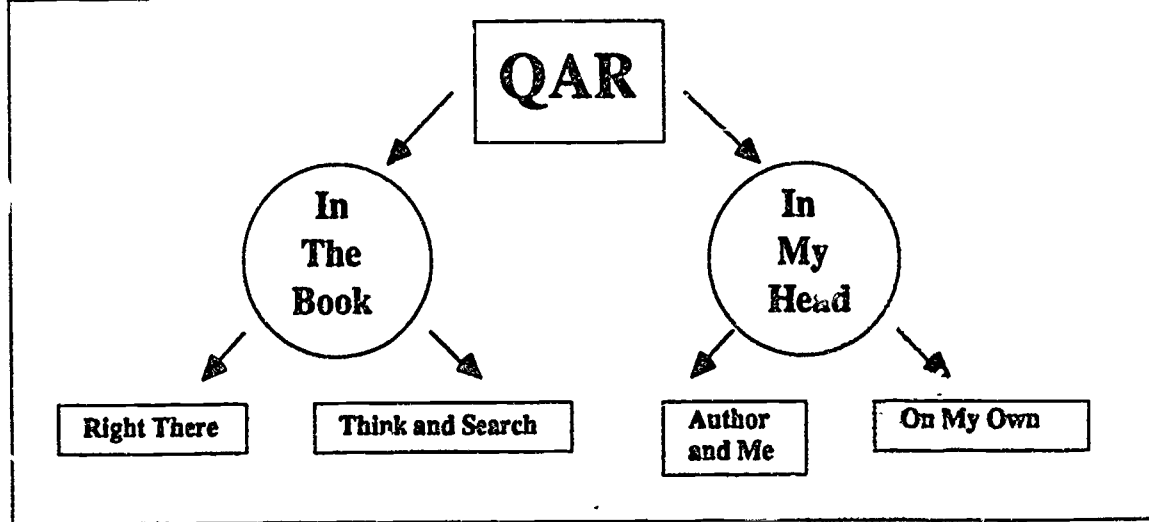 QAR
In
The
Book
In
My
Head
Right There
Think and Search
Author
and Me
On My Own